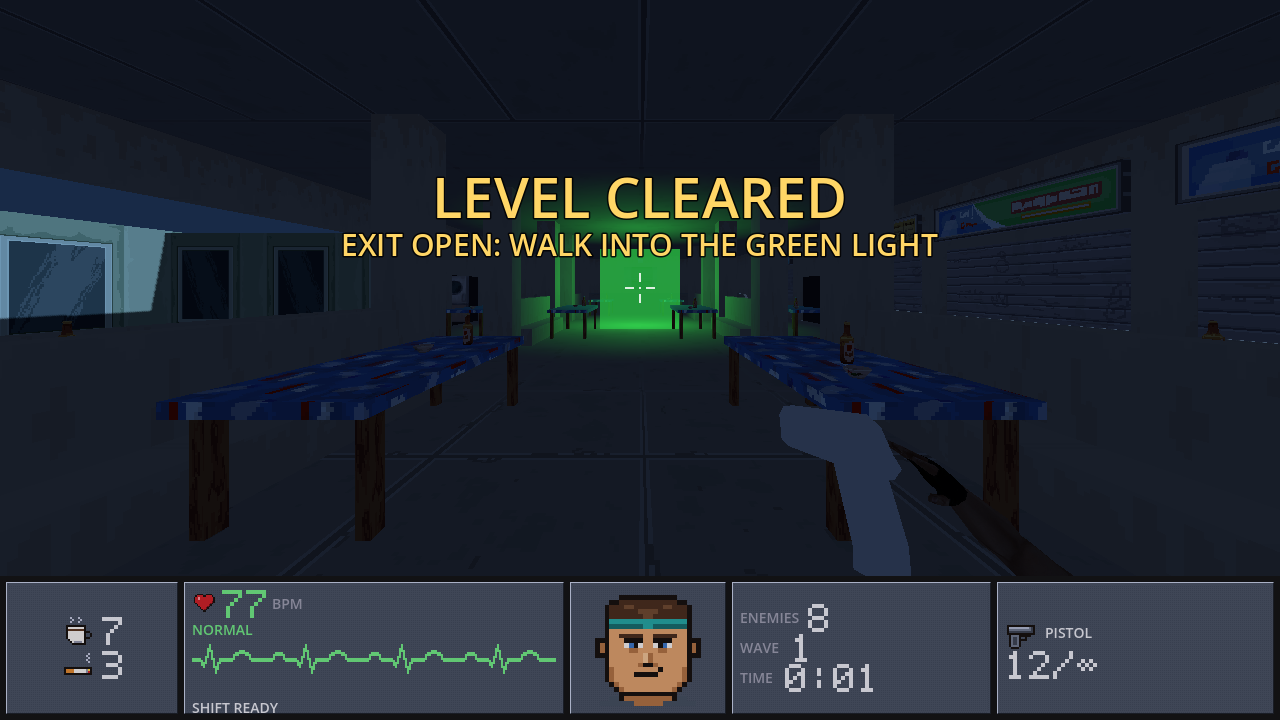 LEVEL CLEARED
EXIT OPEN: WALK INTO THE GREEN LIGHT
7
3
77 BPM
NORMAL
SHIFT READY
ENEMIES 8
WAVE 1
TIME 0:01
PISTOL
12/∞